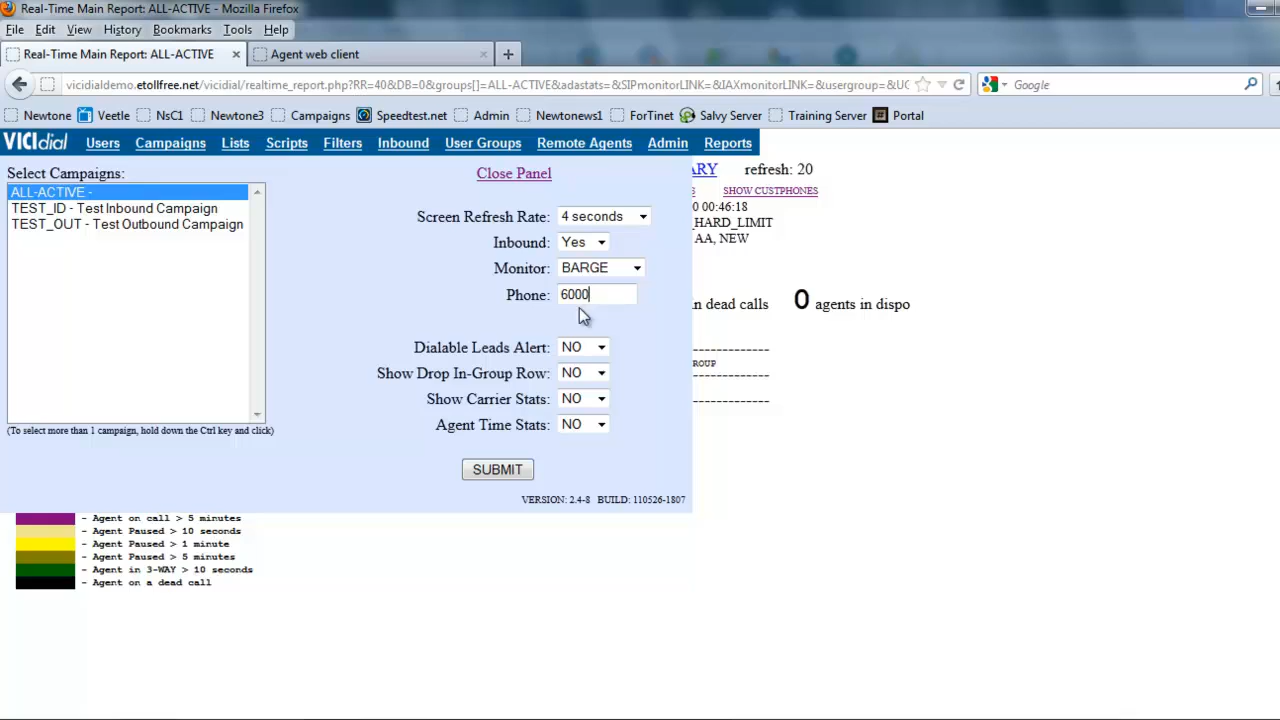 Real-Time Main Report: ALL-ACTIVE - Mozilla Firefox
File Edit View History Bookmarks Tools Help
Real-Time Main Report: ALL-ACTIVE × Agent web client × +
vicidialdemo.etollfree.net/vicidial/realtime_report.php?RR=40&DB=0&groups[]=ALL-ACTIVE&adastats=&SIPmonitorLINK=&IAXmonitorLINK=&usergroup=&UC Google
Newtone Veetle NsC1 Newtone3 Campaigns Speedtest.net Admin Newtonews1 ForTinet Salvy Server Training Server Portal
VICIdial Users Campaigns Lists Scripts Filters Inbound User Groups Remote Agents Admin Reports
Select Campaigns: Close Panel ARY refresh: 20
ALL-ACTIVE - S SHOW CUSTPHONES
TEST_ID - Test Inbound Campaign 00:46:18
TEST_OUT - Test Outbound Campaign _HARD_LIMIT
Screen Refresh Rate: 4 seconds
Inbound: Yes AA, NEW
Monitor: BARGE
Phone: 6000 in dead calls 0 agents in dispo
Dialable Leads Alert: NO -------------
Show Drop In-Group Row: NO ROUP
-------------
Show Carrier Stats: NO -------------
Agent Time Stats: NO
(To select more than 1 campaign, hold down the Ctrl key and click)
SUBMIT
VERSION: 2.4-8 BUILD: 110526-1807
- Agent on call > 5 minutes
- Agent Paused > 10 seconds
- Agent Paused > 1 minute
- Agent Paused > 5 minutes
- Agent in 3-WAY > 10 seconds
- Agent on a dead call